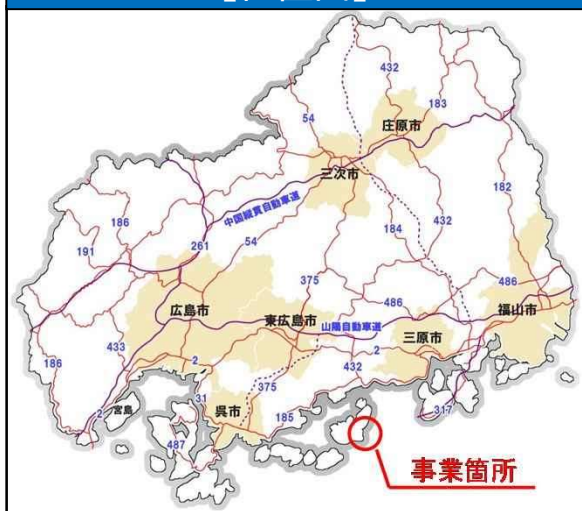 432
54
183
庄原市
三次市
182
中国縦貫自動車道
186
191
261
54
184
432
375
486
486
広島市
東広島市
山陽自動車道
福山市
三原市
186
433
2
2
432
宮島
2
31
呉市
375
185
317
487
事業箇所